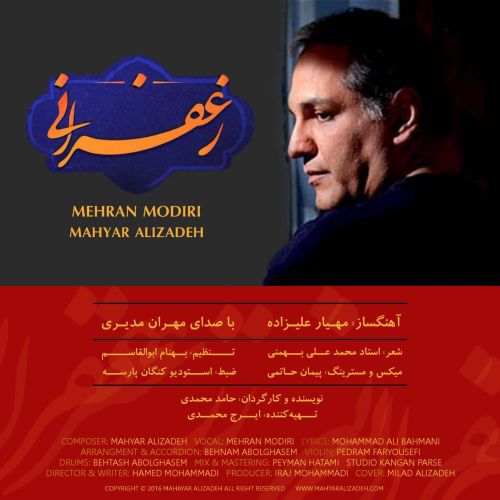 زعفرانی
MEHRAN MODIRI
MAHYAR ALIZADEH
آهنگساز: مهیار علیزاده
با صدای مهران مدیری
شعر: استاد محمد علی بهمنی
تنظیم: بهنام ابوالقاسم
میکس و مسترینگ: پیمان حاتمی
ضبط: استودیو کنگان پارسه
نویسنده و کارگردان: حامد محمدی
تهیه‌کننده: ایرج محمدی
COMPOSER: MAHYAR ALIZADEH VOCAL: MEHRAN MODIRI LYRICS: MOHAMMAD ALI BAHMANI
ARRANGMENT & ACCORDION: BEHNAM ABOLGHASEM VIOLIN: PEDRAM FARYOUSEFI
DRUMS: BEHTASH ABOLGHASEM MIX & MASTERING: PEYMAN HATAMI STUDIO KANGAN PARSE
DIRECTOR & WRITER: HAMED MOHAMMADI PRODUCER: IRAJ MOHAMMADI COVER: MILAD ALIZADEH
COPYRIGHT © 2016 MAHAYAR ALIZADEH ALL RIGHT RESERVED WWW.MAHYARALIZADEH.COM